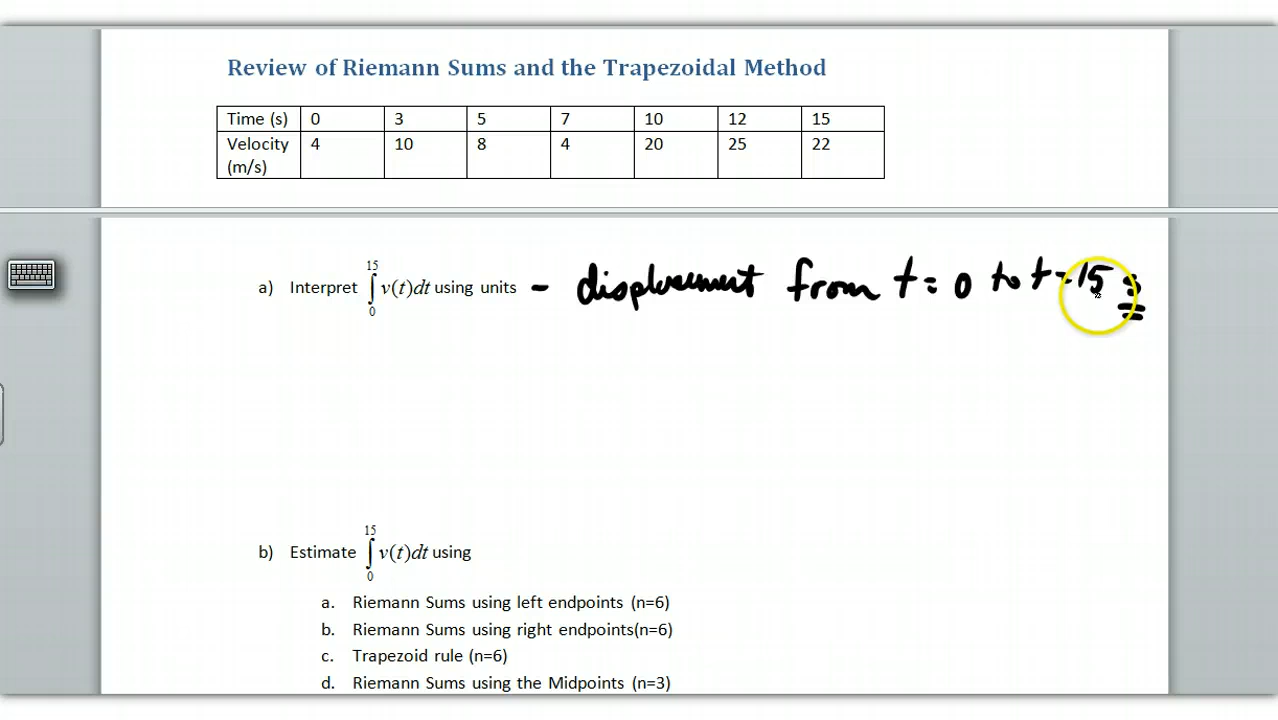 Review of Riemann Sums and the Trapezoidal Method
Time (s) 0 3 5 7 10 12 15
Velocity (m/s) 4 10 8 4 20 25 22
a) Interpret ∫₀¹⁵ v(t)dt using units - displacement from t = 0 to t = 15 s
b) Estimate ∫₀¹⁵ v(t)dt using
a. Riemann Sums using left endpoints (n=6)
b. Riemann Sums using right endpoints(n=6)
c. Trapezoid rule (n=6)
d. Riemann Sums using the Midpoints (n=3)